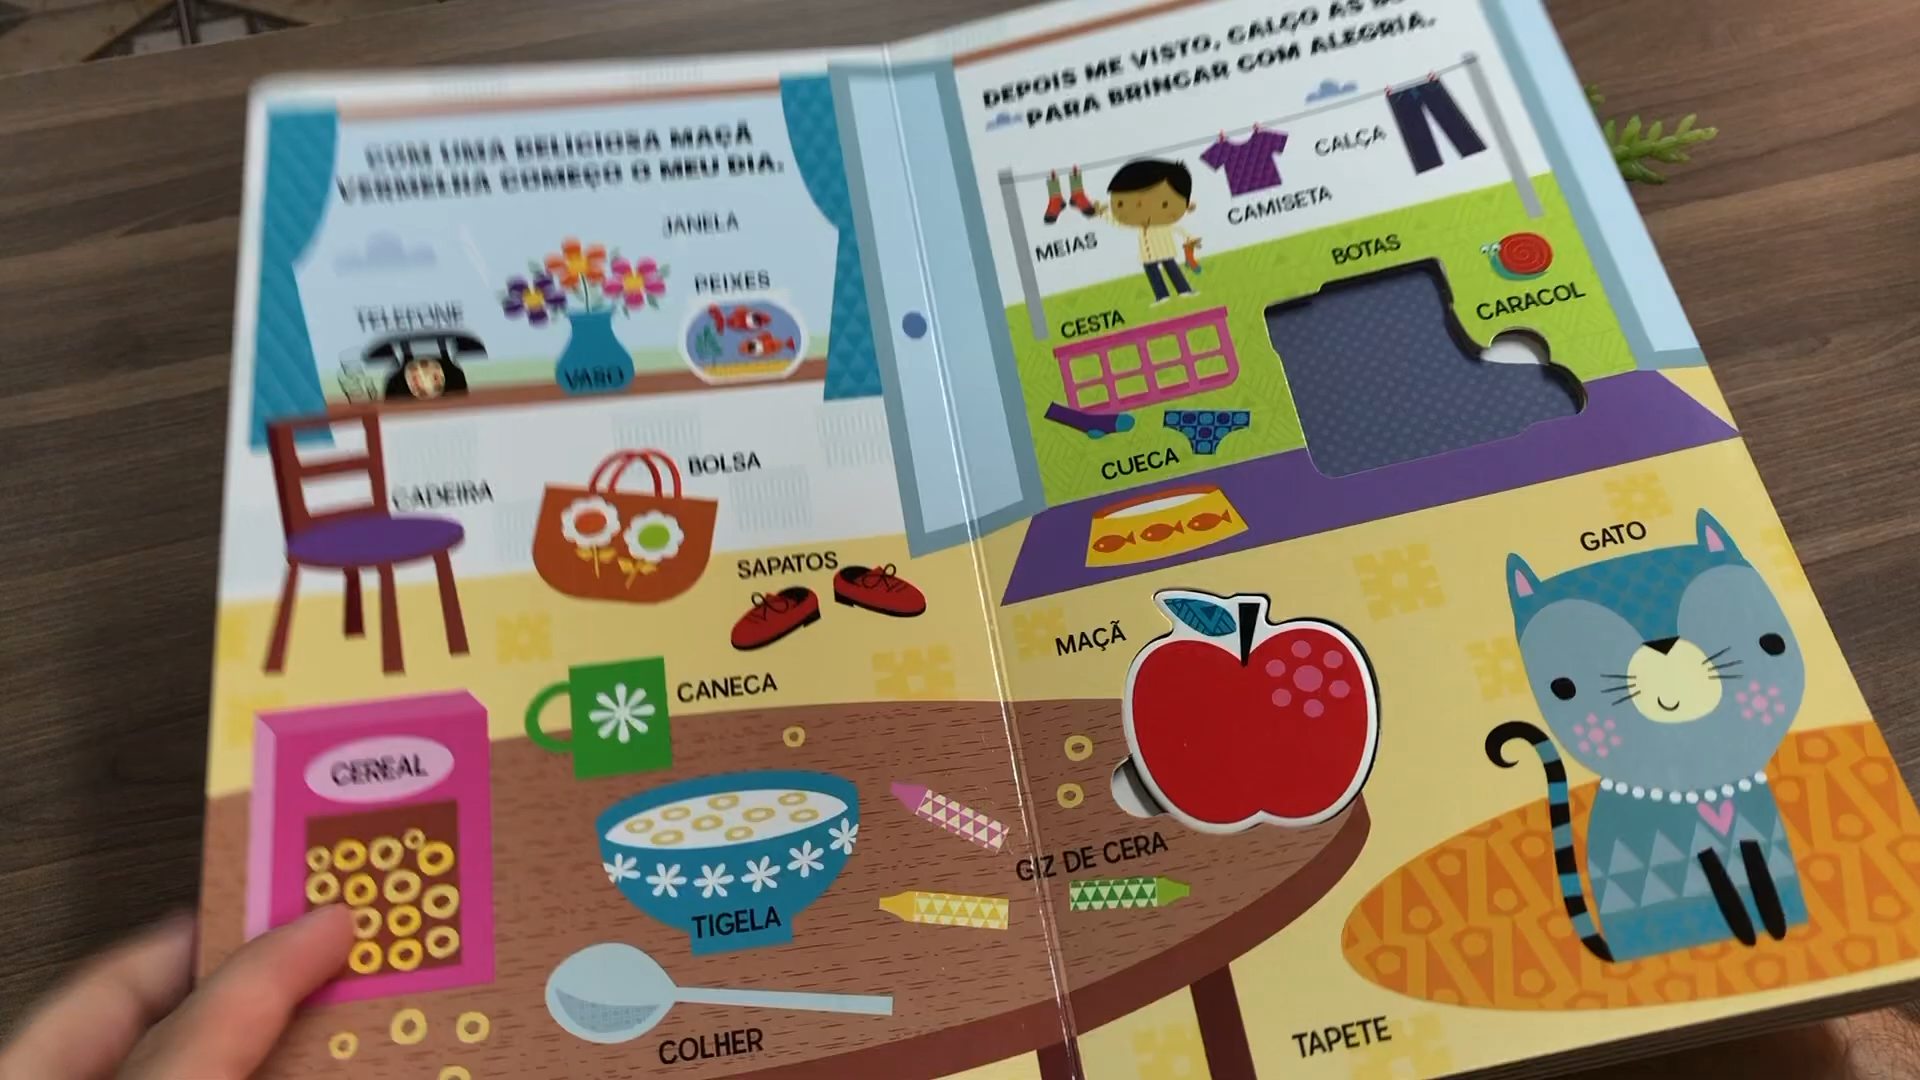 COM UMA DELICIOSA MAÇÃ
VERMELHA COMEÇO O MEU DIA.
JANELA
PEIXES
TELEFONE
VASO
CADEIRA
BOLSA
SAPATOS
CANECA
CEREAL
TIGELA
COLHER
DEPOIS ME VISTO, CALÇO AS
PARA BRINCAR COM ALEGRIA.
CALÇA
CAMISETA
MEIAS
BOTAS
CARACOL
CESTA
CUECA
GATO
MAÇÃ
GIZ DE CERA
TAPETE